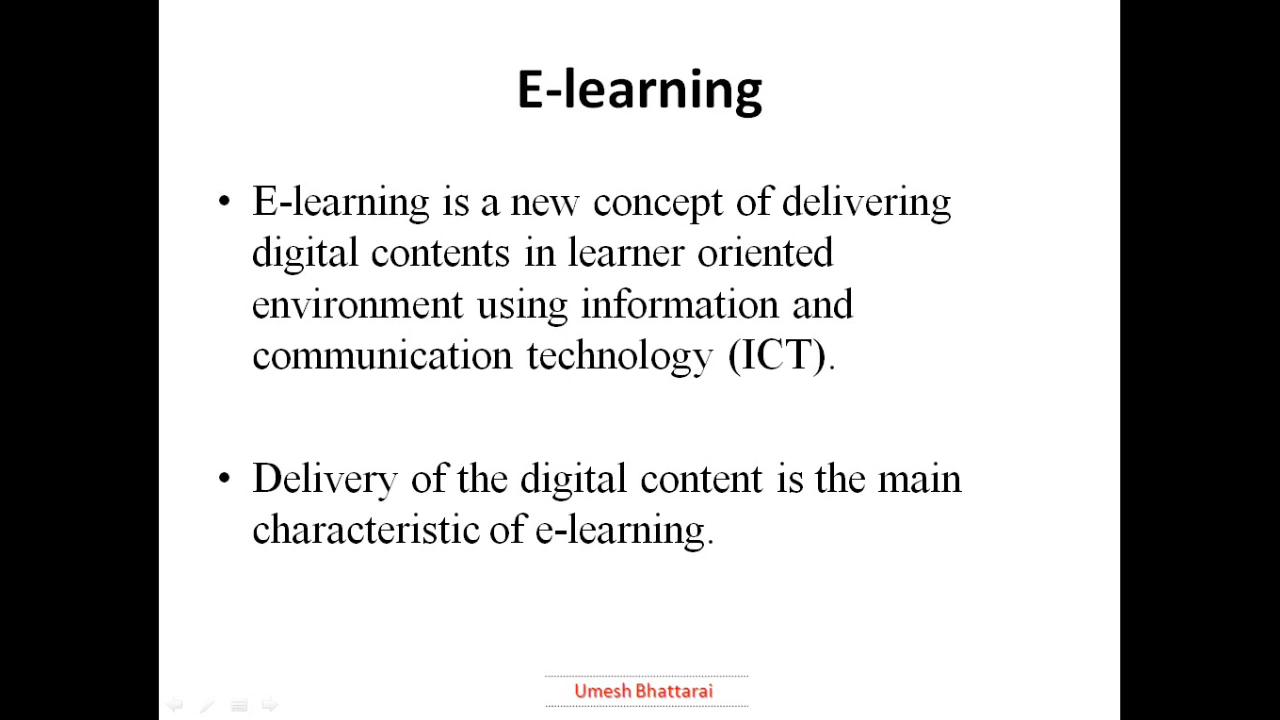 E-learning
• E-learning is a new concept of delivering
digital contents in learner oriented
environment using information and
communication technology (ICT).
• Delivery of the digital content is the main
characteristic of e-learning.
Umesh Bhattarai